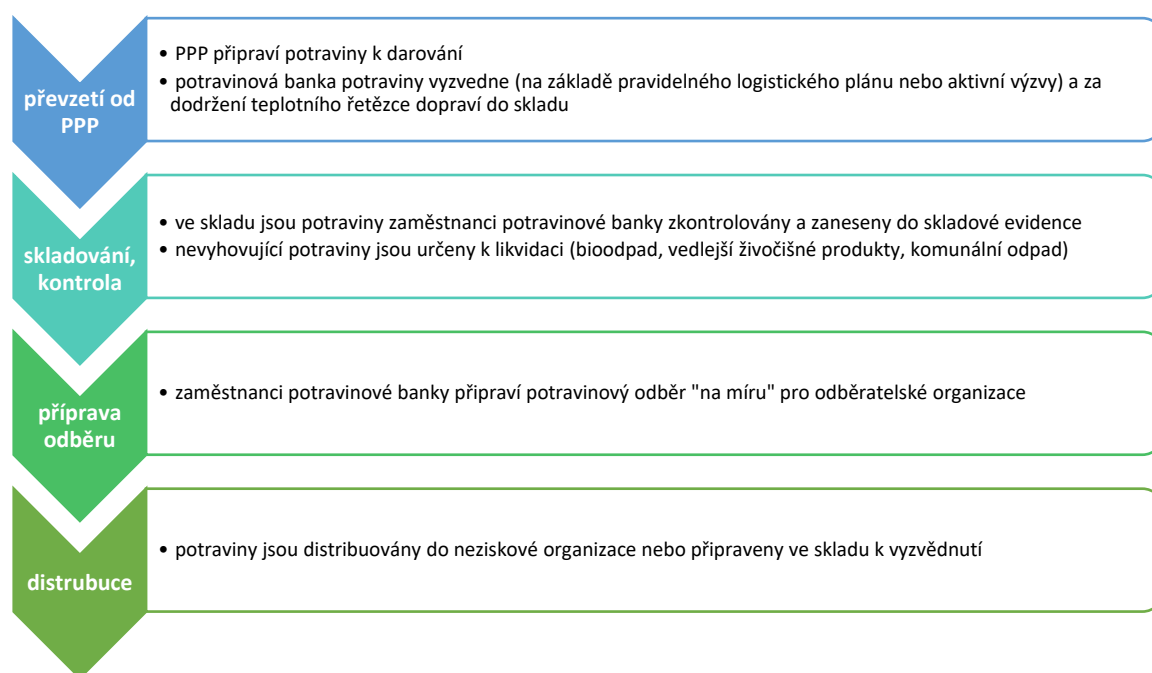 převzetí od
PPP
• PPP připraví potraviny k darování
• potravinová banka potraviny vyzvedne (na základě pravidelného logistického plánu nebo aktivní výzvy) a za
dodržení teplotního řetězce dopraví do skladu
skladování,
kontrola
• ve skladu jsou potraviny zaměstnanci potravinové banky zkontrolovány a zaneseny do skladové evidence
• nevyhovující potraviny jsou určeny k likvidaci (bioodpad, vedlejší živočišné produkty, komunální odpad)
příprava
odběru
• zaměstnanci potravinové banky připraví potravinový odběr "na míru" pro odběratelské organizace
distrubuce
• potraviny jsou distribuovány do neziskové organizace nebo připraveny ve skladu k vyzvědnutí